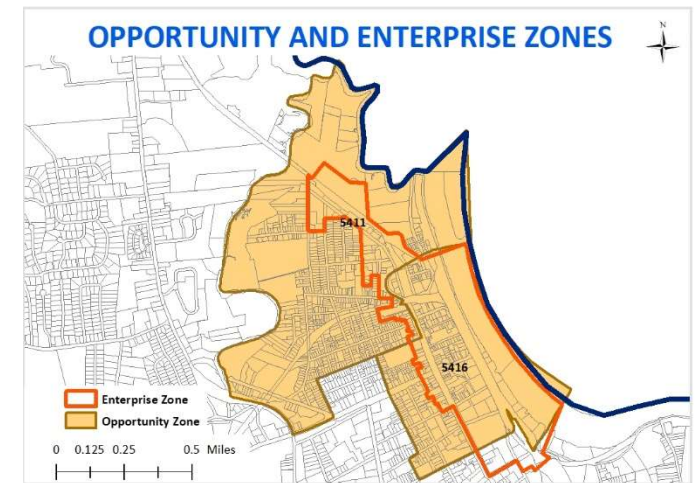 OPPORTUNITY AND ENTERPRISE ZONES
N
5411
5416
Enterprise Zone
Opportunity Zone
0 0.125 0.25 0.5 Miles